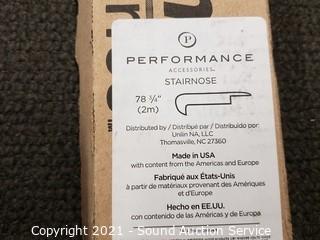 P
PERFORMANCE
ACCESSORIES
STAIRNOSE
78 ¾"
(2m)
Distributed by / Distribué par / Distribuido por:
Unilin NA, LLC
Thomasville, NC 27360
Made in USA
with content from the Americas and Europe
Fabriqué aux États-Unis
à partir de matériaux provenant des Amériques
et d'Europe
Hecho en EE.UU.
con contenido de las Américas y de Europa
Copyright 2021 - Sound Auction Service